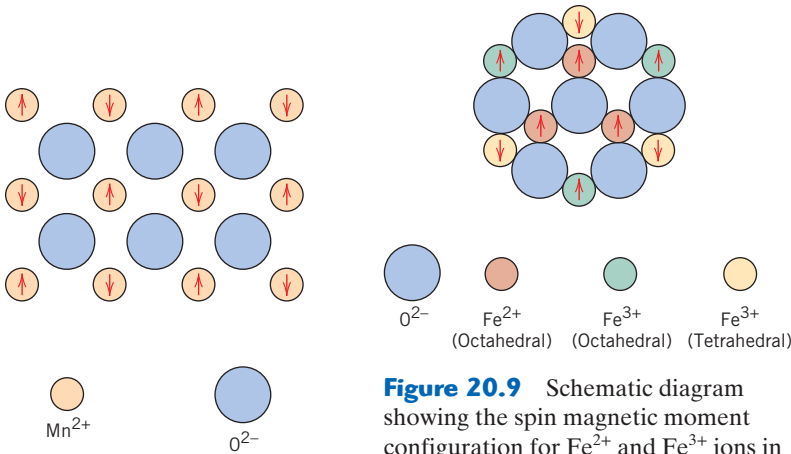 Mn²⁺
O²⁻
O²⁻
Fe²⁺
(Octahedral)
Fe³⁺
(Octahedral)
Fe³⁺
(Tetrahedral)
Figure 20.9 Schematic diagram
showing the spin magnetic moment
configuration for Fe²⁺ and Fe³⁺ ions in